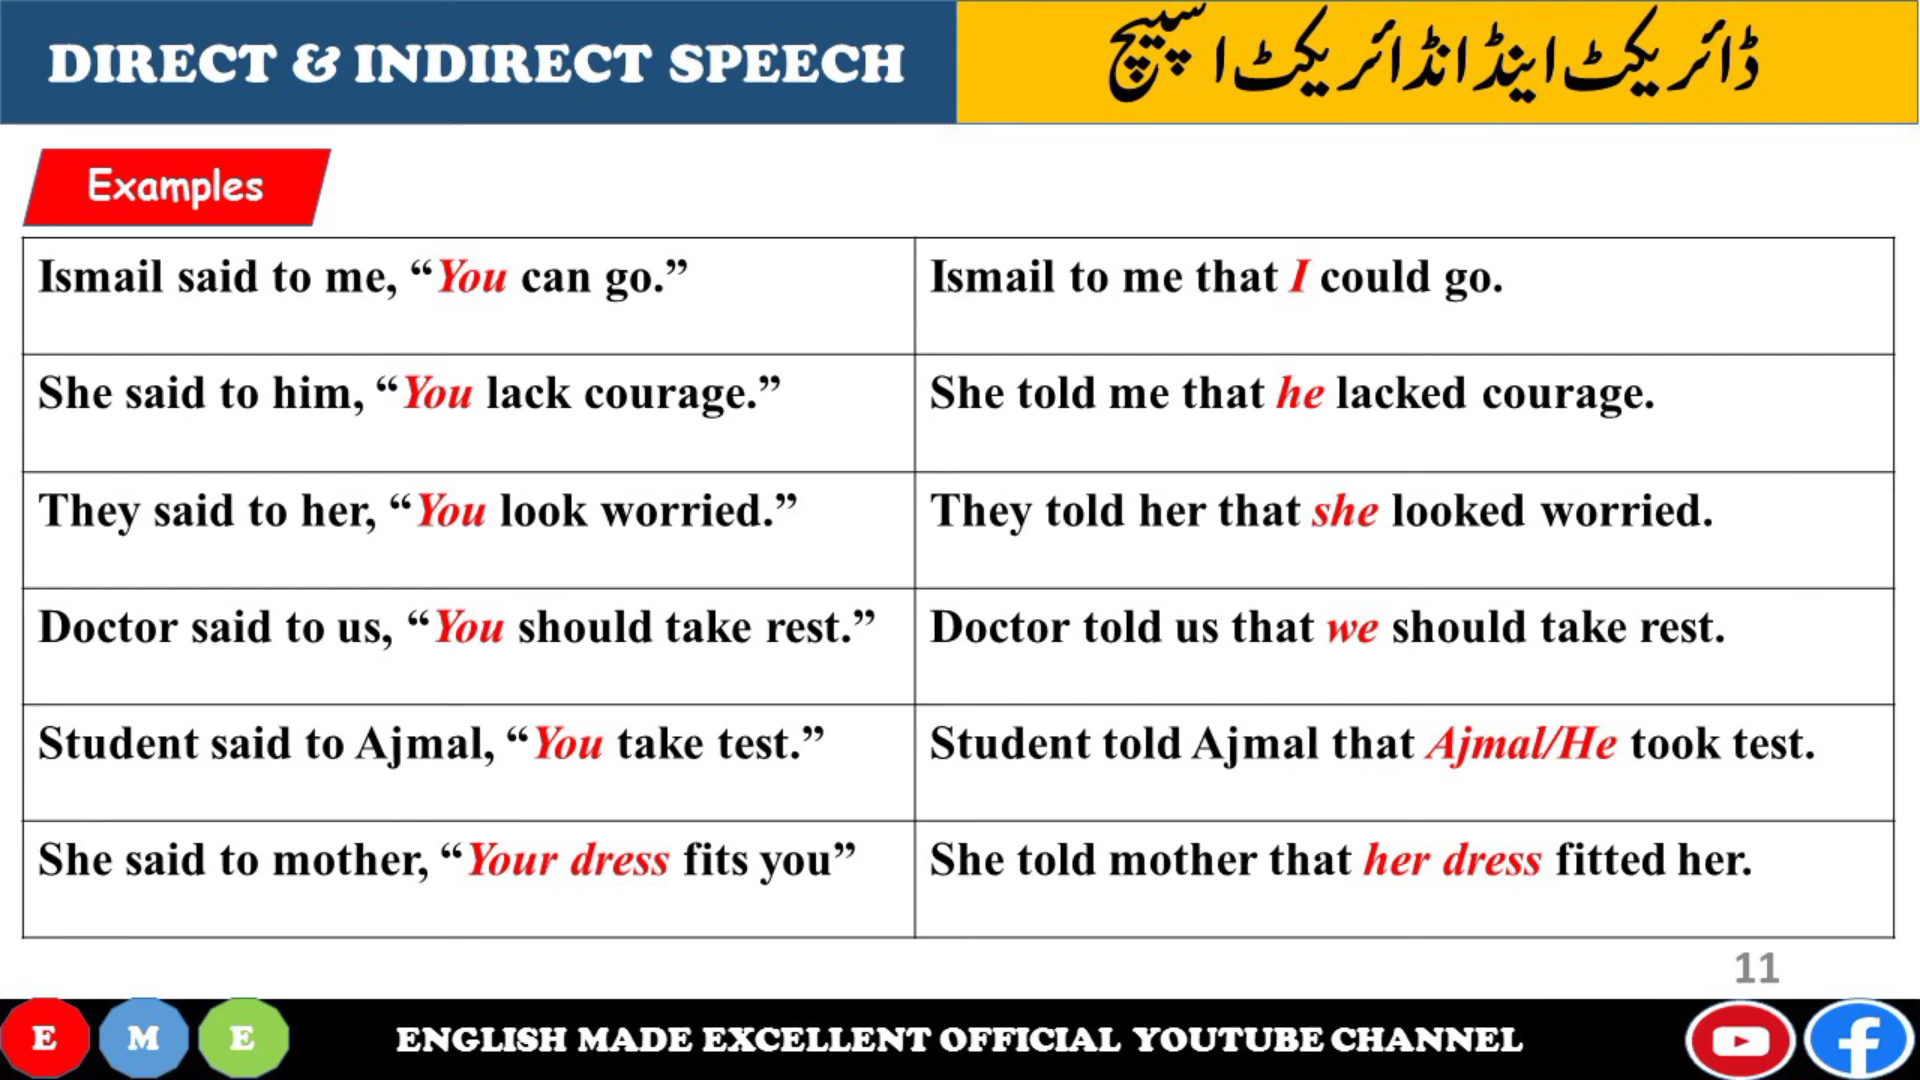 DIRECT & INDIRECT SPEECH
ڈائریکٹ اینڈ انڈائریکٹ اسپیچ
Examples
Ismail said to me, “You can go.”
Ismail to me that I could go.
She said to him, “You lack courage.”
She told me that he lacked courage.
They said to her, “You look worried.”
They told her that she looked worried.
Doctor said to us, “You should take rest.”
Doctor told us that we should take rest.
Student said to Ajmal, “You take test.”
Student told Ajmal that Ajmal/He took test.
She said to mother, “Your dress fits you”
She told mother that her dress fitted her.
11
E M E
ENGLISH MADE EXCELLENT OFFICIAL YOUTUBE CHANNEL